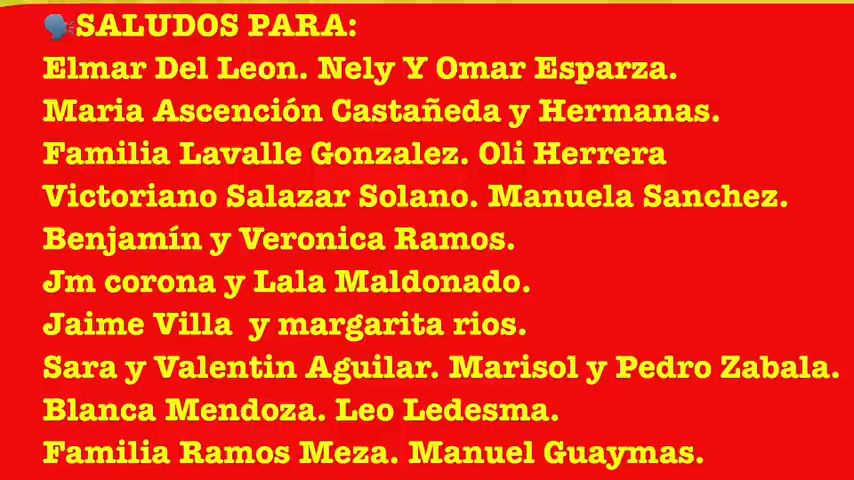 🗣️SALUDOS PARA:
Elmar Del Leon. Nely Y Omar Esparza.
Maria Ascención Castañeda y Hermanas.
Familia Lavalle Gonzalez. Oli Herrera
Victoriano Salazar Solano. Manuela Sanchez.
Benjamín y Veronica Ramos.
Jm corona y Lala Maldonado.
Jaime Villa  y margarita rios.
Sara y Valentin Aguilar. Marisol y Pedro Zabala.
Blanca Mendoza. Leo Ledesma.
Familia Ramos Meza. Manuel Guaymas.